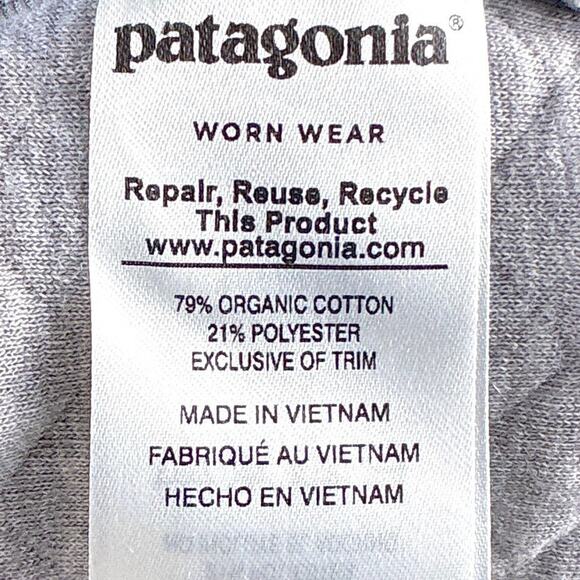 patagonia®
WORN WEAR
Repair, Reuse, Recycle
This Product
www.patagonia.com
79% ORGANIC COTTON
21% POLYESTER
EXCLUSIVE OF TRIM
MADE IN VIETNAM
FABRIQUÉ AU VIETNAM
HECHO EN VIETNAM